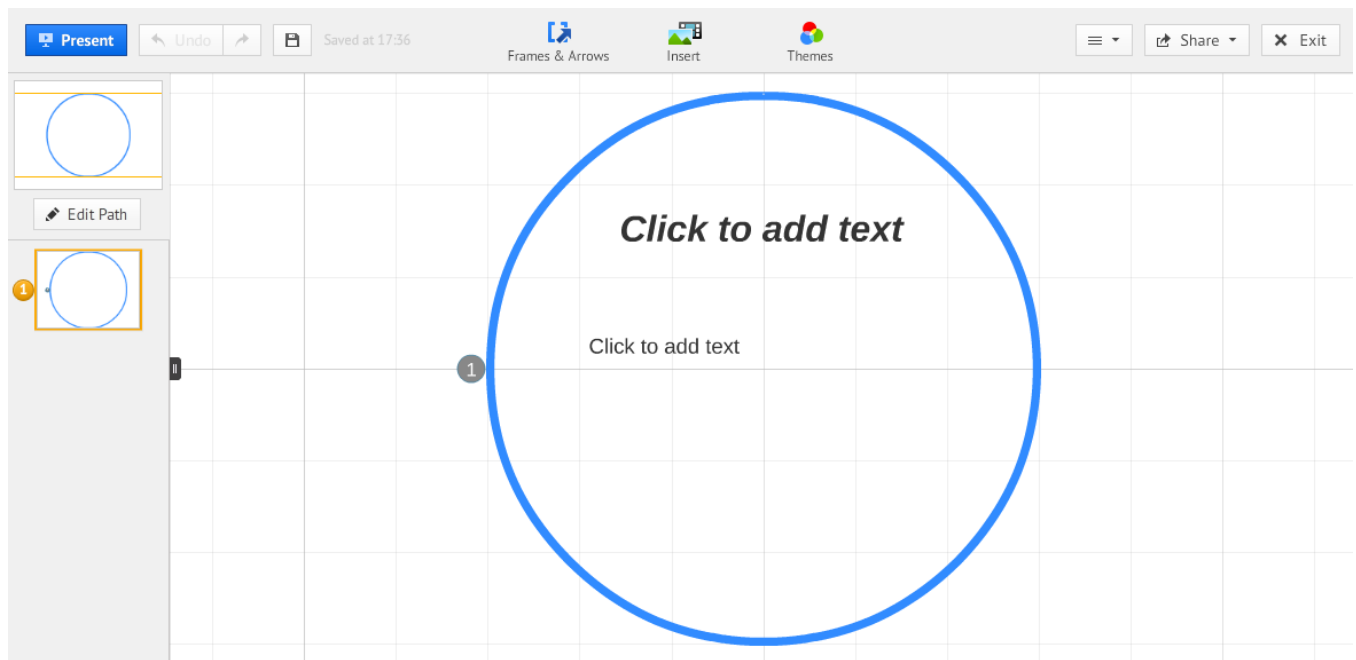 Present Undo Saved at 17:36 Frames & Arrows Insert Themes Share Exit
Edit Path
1
Click to add text
Click to add text
1